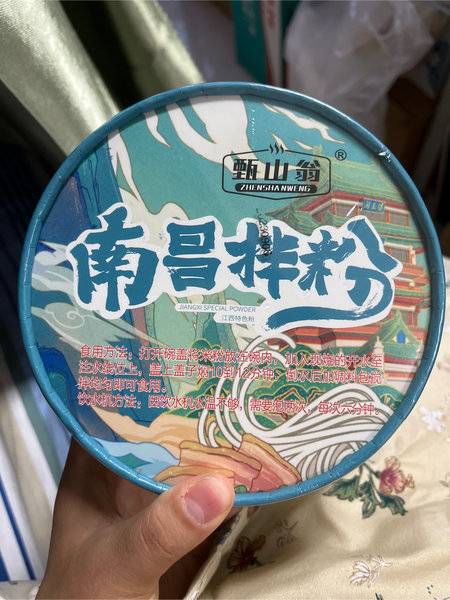 甄山翁
®
ZHENSHANWENG
南昌拌粉
JIANGXI SPECIAL POWDER
江西特色粉
食用方法：打开碗盖将米粉放在碗内，加入现烧的开水至
注水线以上，盖上盖子焖10到12分钟，倒水后加调料包搅
拌均匀即可食用。
饮水机方法：因饮水机水温不够，需要泡两次，每次六分钟。